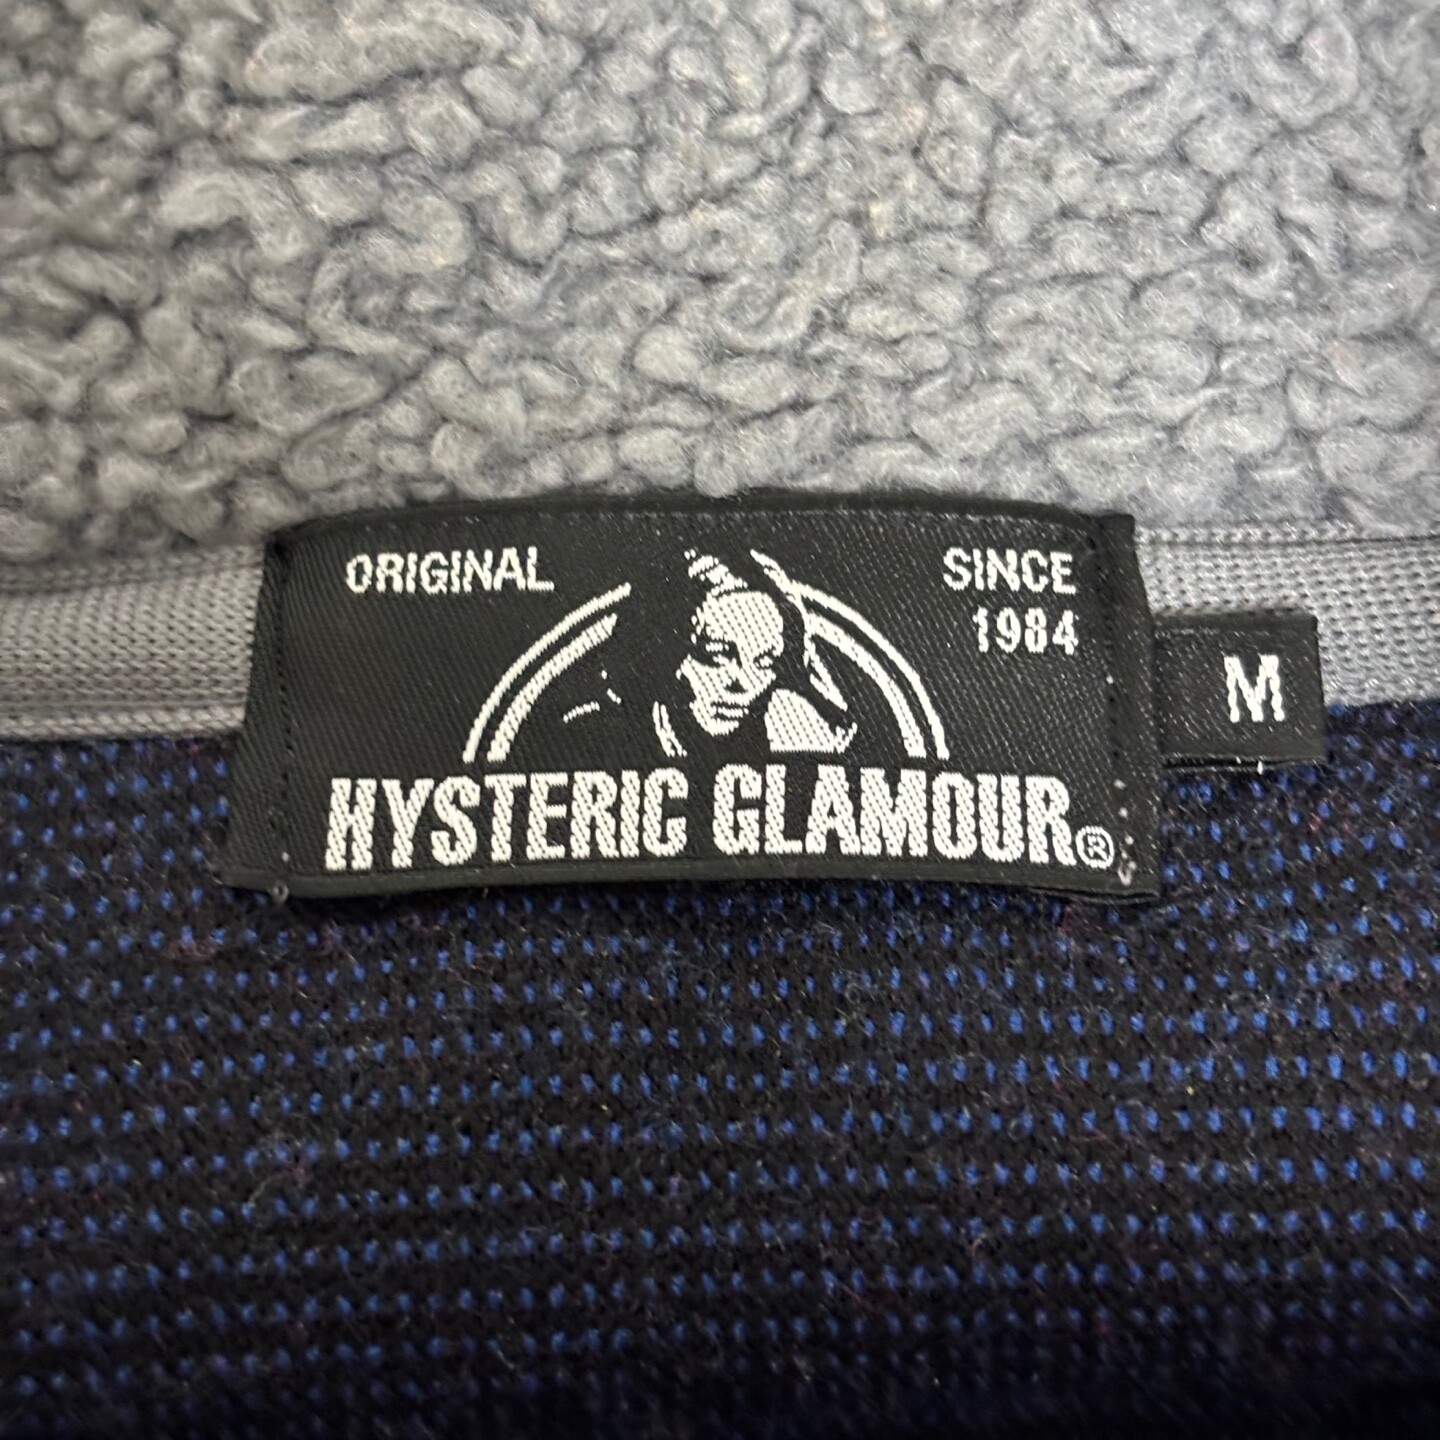 ORIGINAL
SINCE
1984
HYSTERIC GLAMOUR®
M